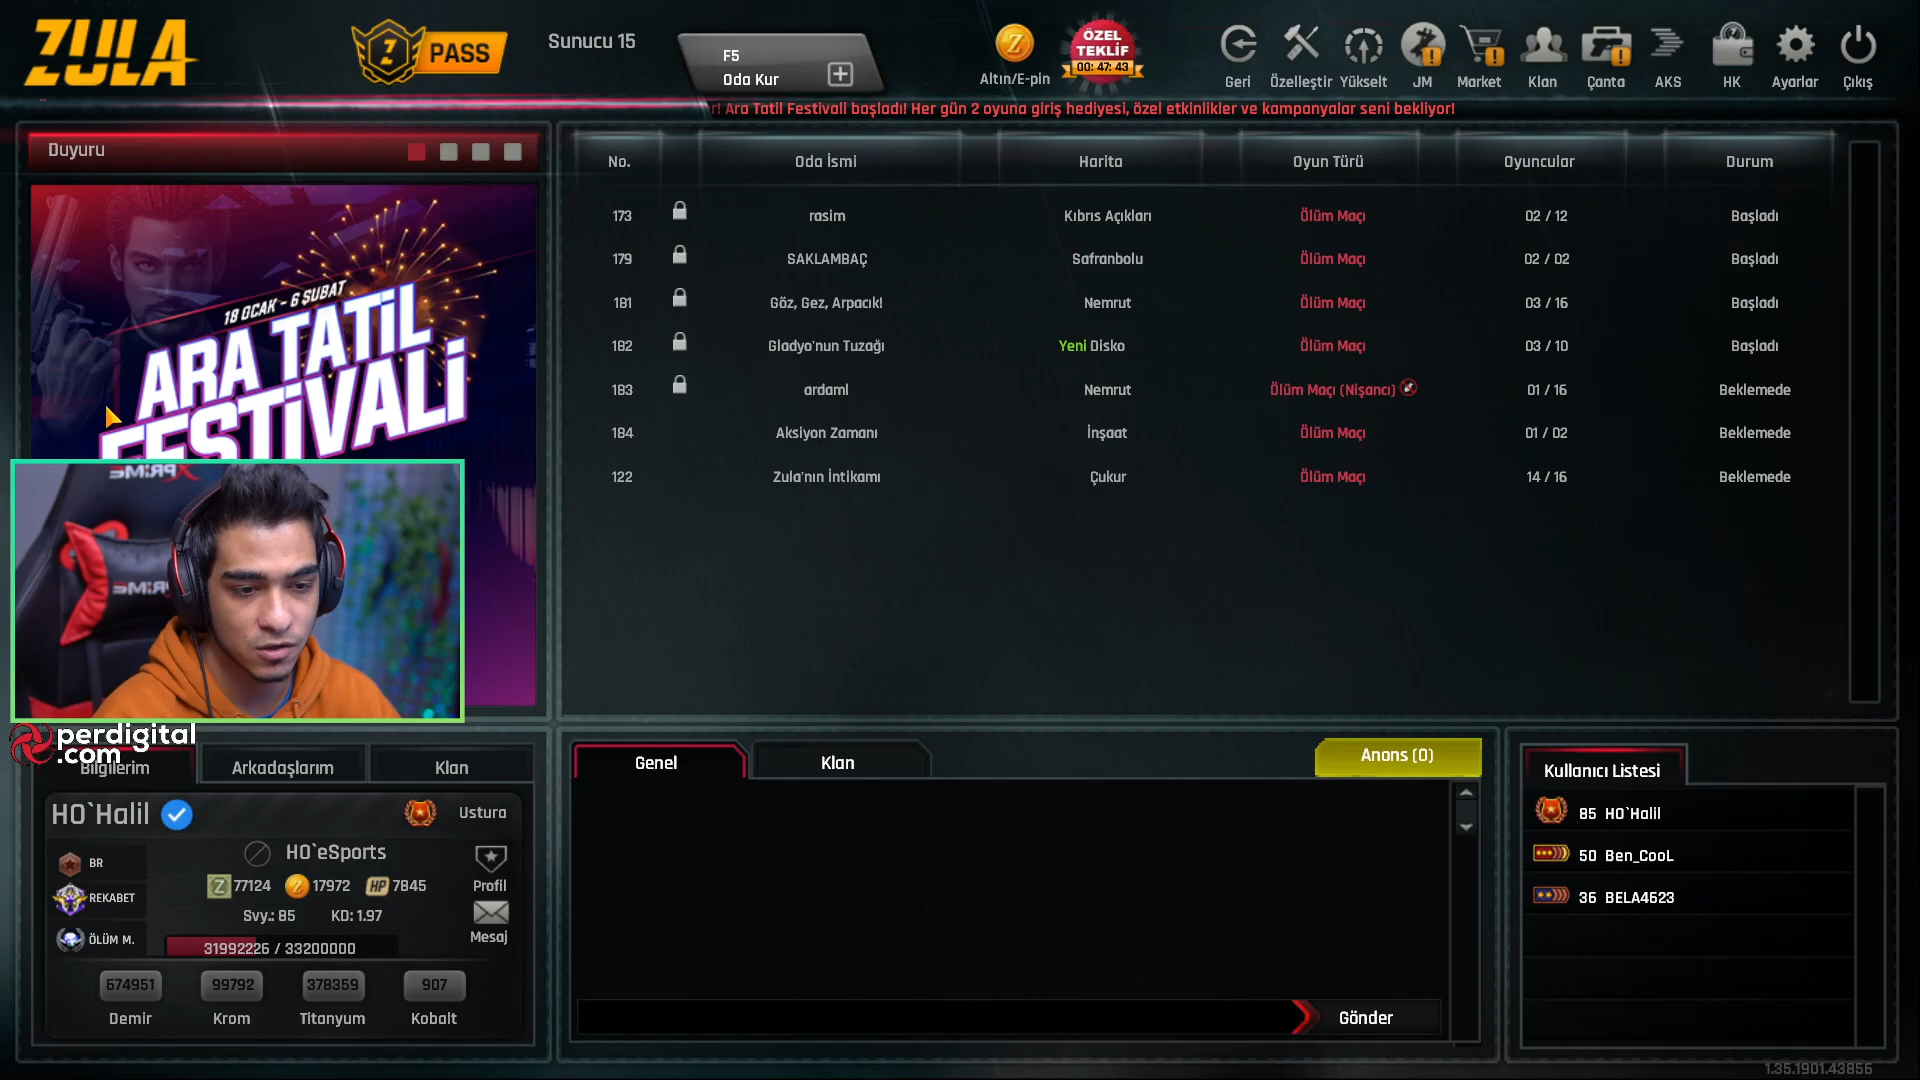 ZULA
Z PASS
Sunucu 15
F5
Oda Kur
Altın/E-pin
ÖZEL
TEKLİF
00: 47: 43
Geri
Özelleştir
Yükselt
JM
Market
Klan
Çanta
AKS
HK
Ayarlar
Çıkış
r! Ara Tatil Festivali başladı! Her gün 2 oyuna giriş hediyesi, özel etkinlikler ve kampanyalar seni bekliyor!
Duyuru
18 OCAK - 6 ŞUBAT
ARA TATİL
FESTİVALİ
No. Oda İsmi Harita Oyun Türü Oyuncular Durum
173 rasim Kıbrıs Açıkları Ölüm Maçı 02 / 12 Başladı
179 SAKLAMBAÇ Safranbolu Ölüm Maçı 02 / 02 Başladı
181 Göz, Gez, Arpacık! Nemrut Ölüm Maçı 03 / 16 Başladı
182 Gladyo'nun Tuzağı Yeni Disko Ölüm Maçı 03 / 10 Başladı
183 ardaml Nemrut Ölüm Maçı (Nişancı) 01 / 16 Beklemede
184 Aksiyon Zamanı İnşaat Ölüm Maçı 01 / 02 Beklemede
122 Zula'nın İntikamı Çukur Ölüm Maçı 14 / 16 Beklemede
perdigital
.com
Bilgilerim
Arkadaşlarım
Klan
HO`Halil
Ustura
BR
REKABET
ÖLÜM M.
HO`eSports
77124 17972 HP 7845
Svy.: 85 KD: 1.97
31992226 / 33200000
Profil
Mesaj
674951 99792 378359 907
Demir Krom Titanyum Kobalt
Genel
Klan
Anons (0)
Gönder
Kullanıcı Listesi
85 HO`Halil
50 Ben_CooL
36 BELA4623
1.35.1901.43856